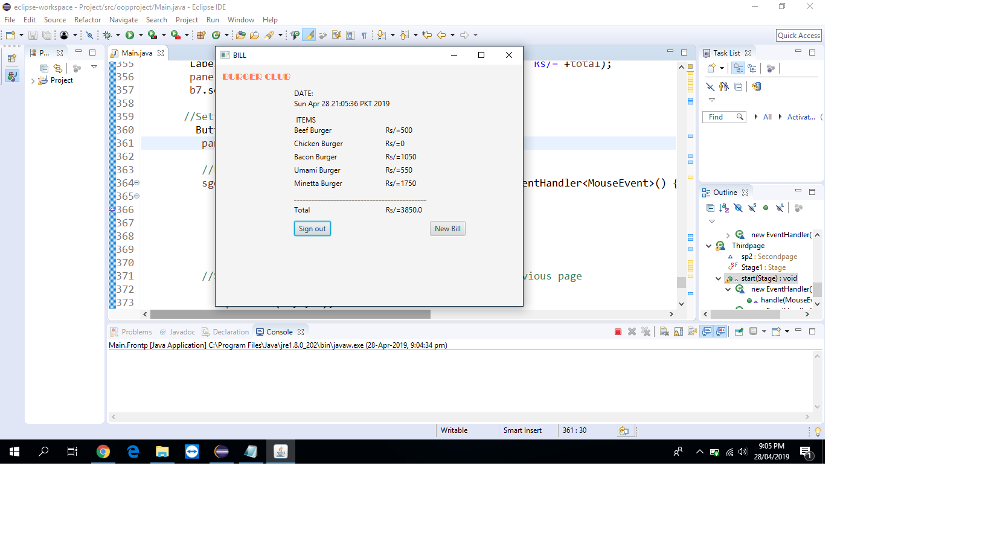 eclipse-workspace - Project/src/oopproject/Main.java - Eclipse IDE
File Edit Source Refactor Navigate Search Project Run Window Help
Quick Access
P...
Project
Main.java
355 Rs/= +total);
356 pane
357 b7.s
358
359 //Set
360 But
361 pa
362
363 //
364 sg entHandler<MouseEvent>() {
365
366
367
368
369
370
371 // vious page
372
373
BILL
BURGER CLUB
DATE:
Sun Apr 28 21:05:36 PKT 2019
ITEMS
Beef Burger Rs/=500
Chicken Burger Rs/=0
Bacon Burger Rs/=1050
Umami Burger Rs/=550
Minetta Burger Rs/=1750
--------------------------------------------
Total Rs/=3850.0
Sign out New Bill
Task List
Find All Activat...
Outline
new EventHandler(
Thirdpage
sp2 : Secondpage
Stage1 : Stage
start(Stage) : void
new EventHandler(
handle(MouseEv
Problems Javadoc Declaration Console
Main.Frontp [Java Application] C:\Program Files\Java\jre1.8.0_202\bin\javaw.exe (28-Apr-2019, 9:04:34 pm)
Writable Smart Insert 361 : 30
9:05 PM
28/04/2019
1